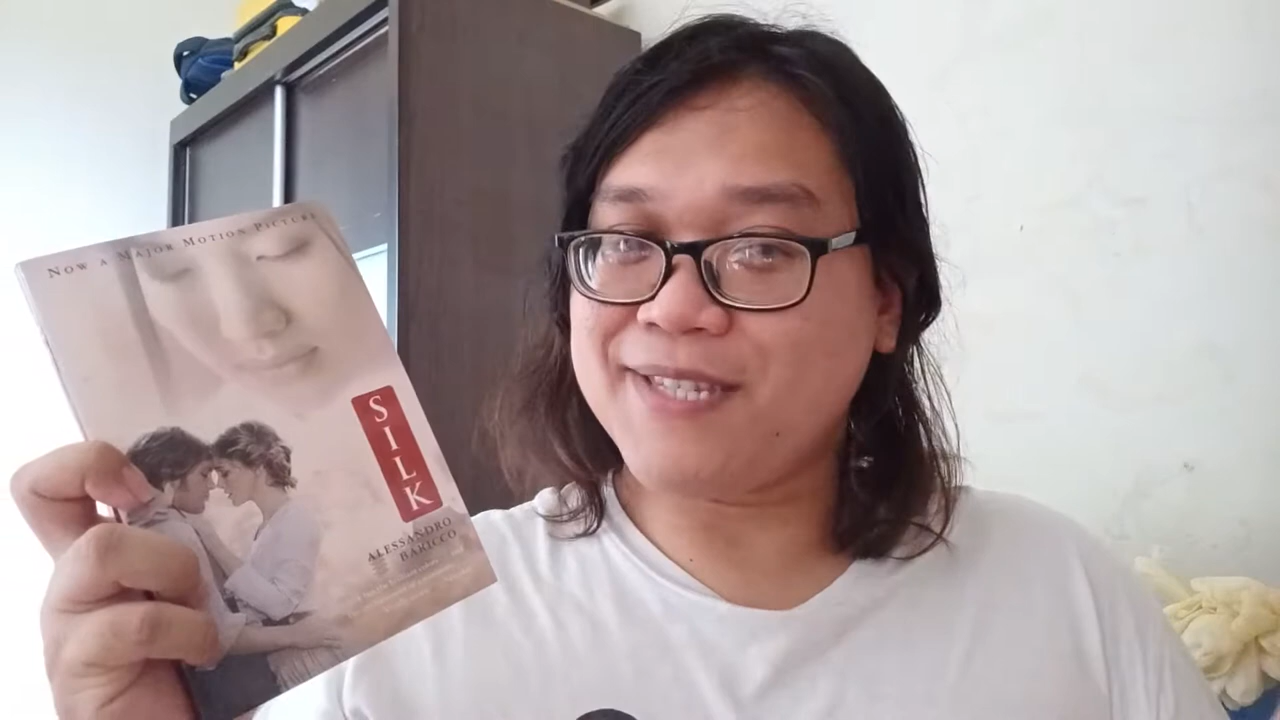 NOW A MAJOR MOTION PICTURE
SILK
ALESSANDRO
BARICCO